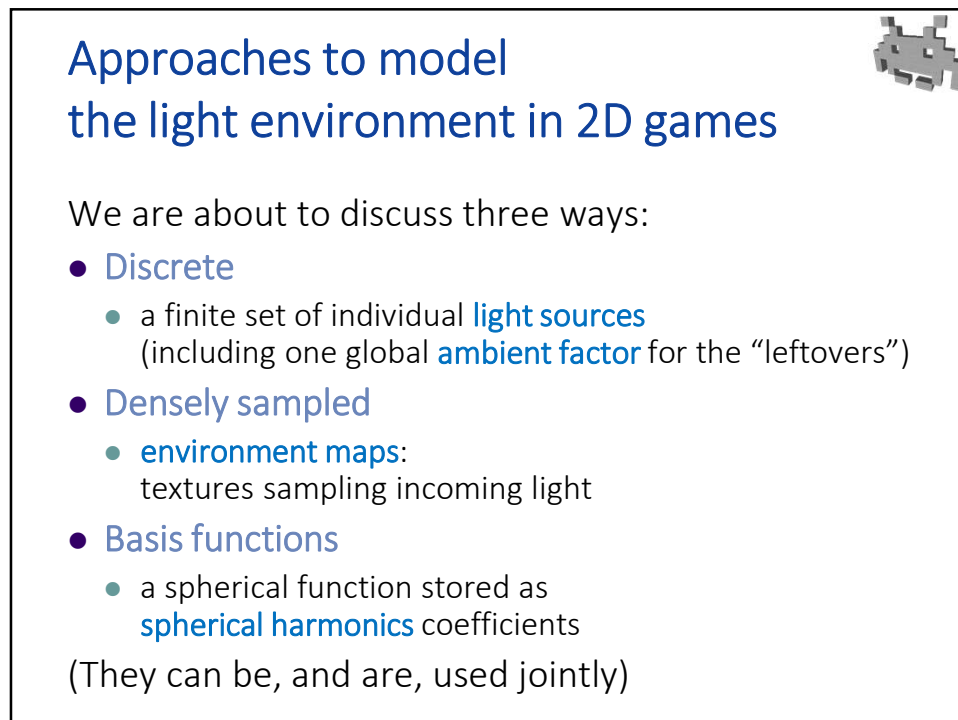 Approaches to model
the light environment in 2D games
We are about to discuss three ways:
● Discrete
● a finite set of individual light sources
(including one global ambient factor for the “leftovers”)
● Densely sampled
● environment maps:
textures sampling incoming light
● Basis functions
● a spherical function stored as
spherical harmonics coefficients
(They can be, and are, used jointly)